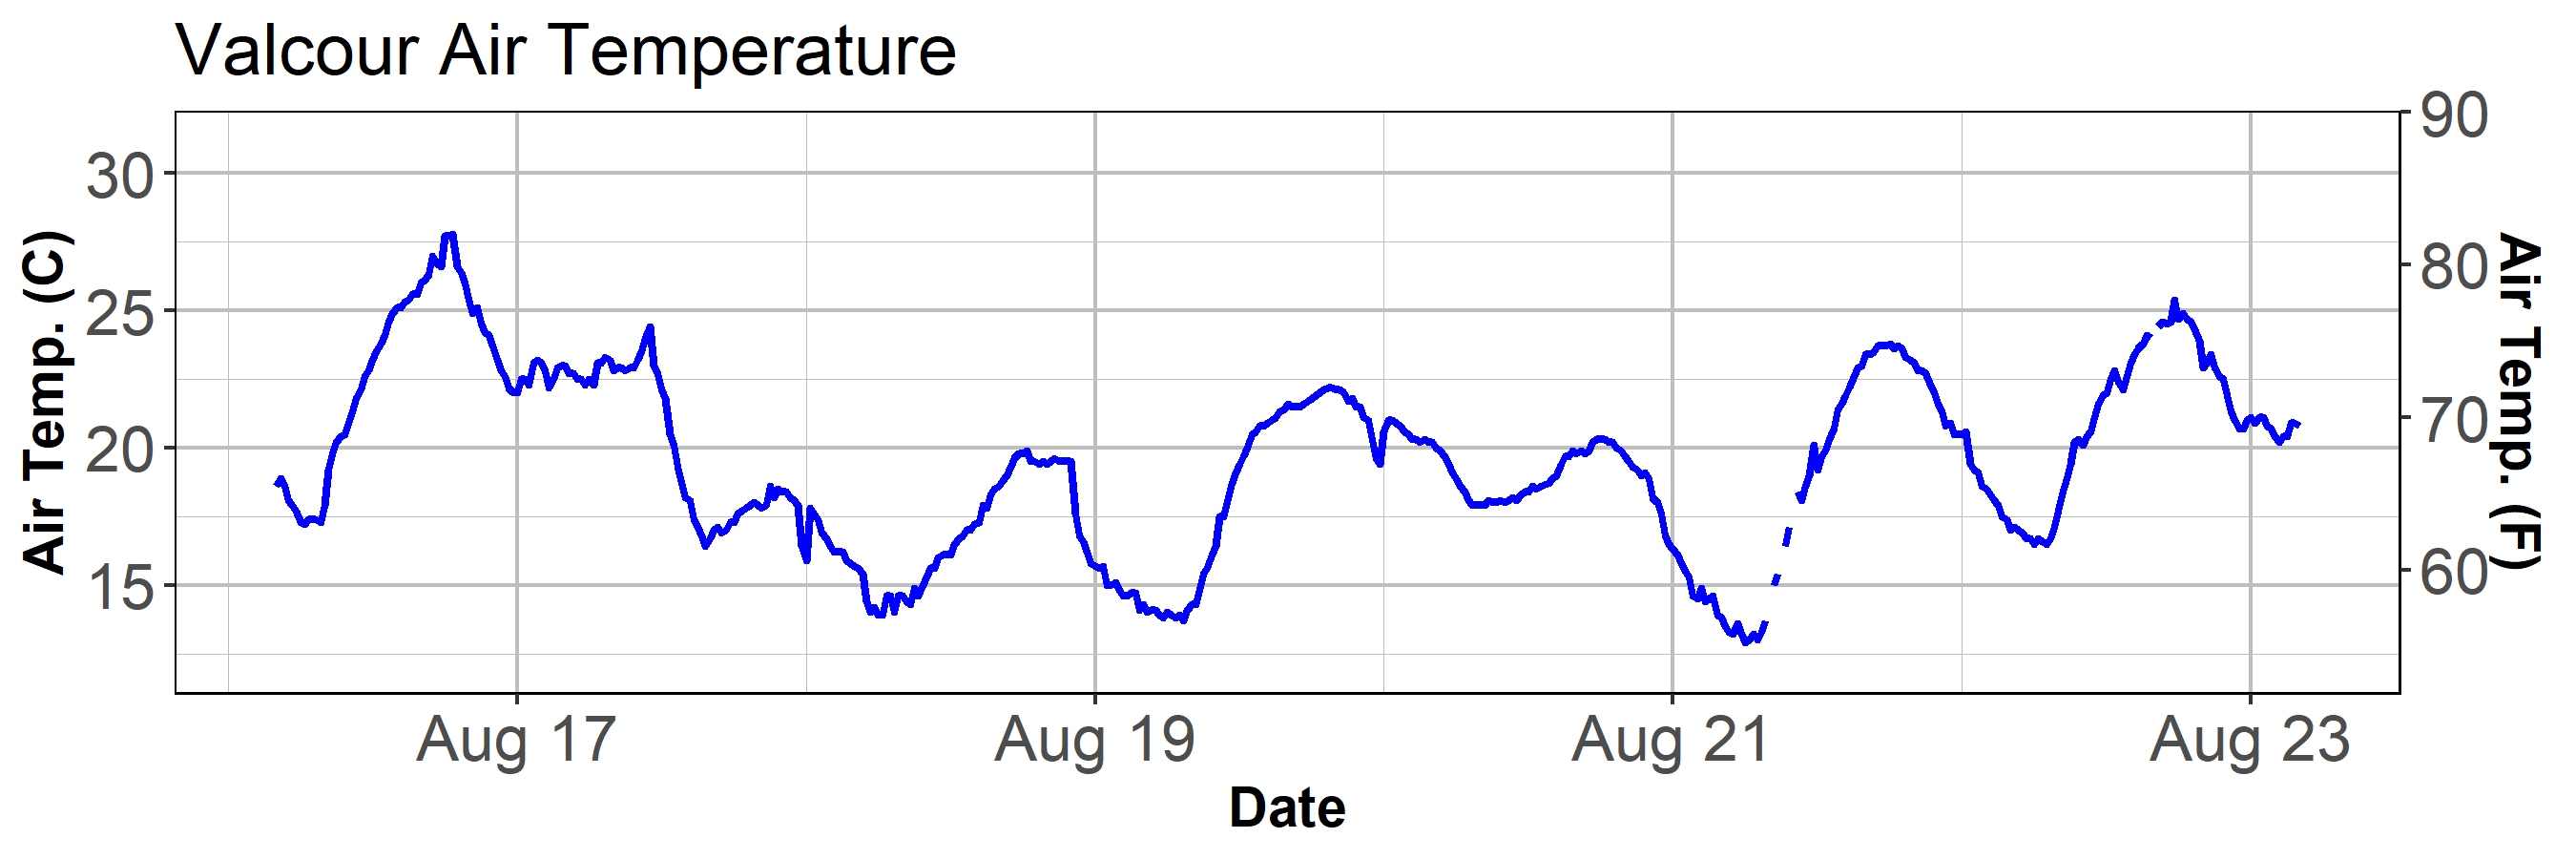 Valcour Air Temperature
90
30
80
25
70
20
60
15
Air Temp. (C)
Air Temp. (F)
Aug 17
Aug 19
Aug 21
Aug 23
Date